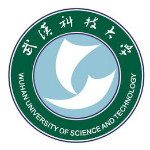 武汉科技大学
WUHAN UNIVERSITY OF SCIENCE AND TECHNOLOGY